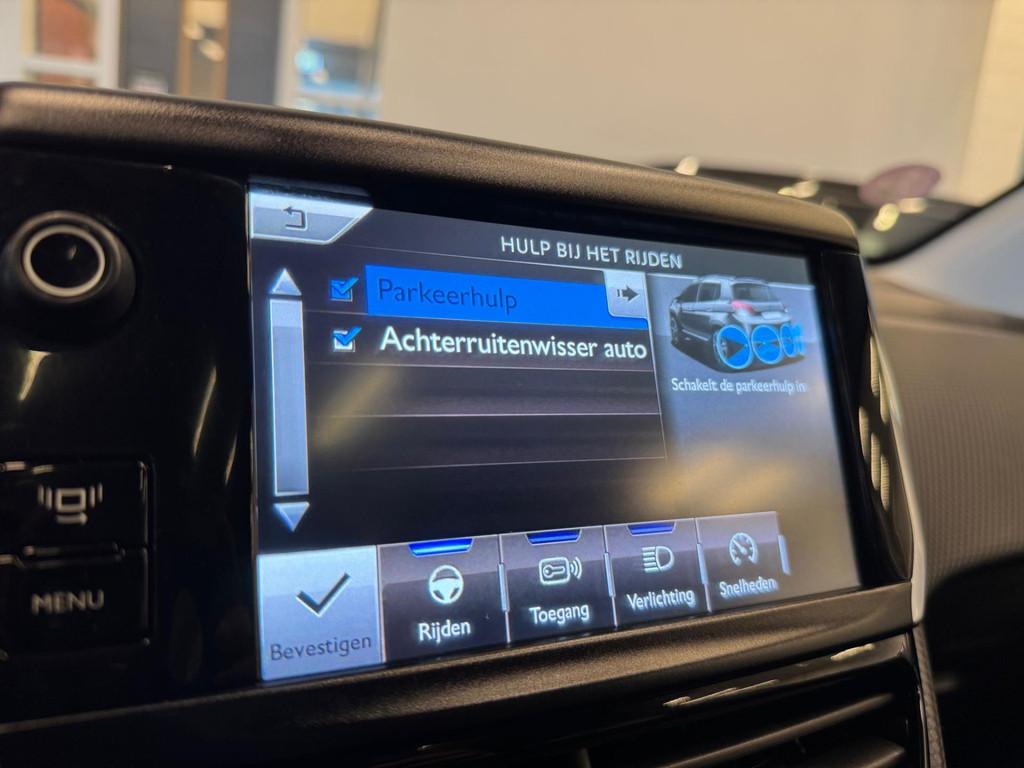 HULP BIJ HET RIJDEN
Parkeerhulp
Achterruitenwisser auto
Schakelt de parkeerhulp in
MENU
Bevestigen
Rijden
Toegang
Verlichting
Snelheden